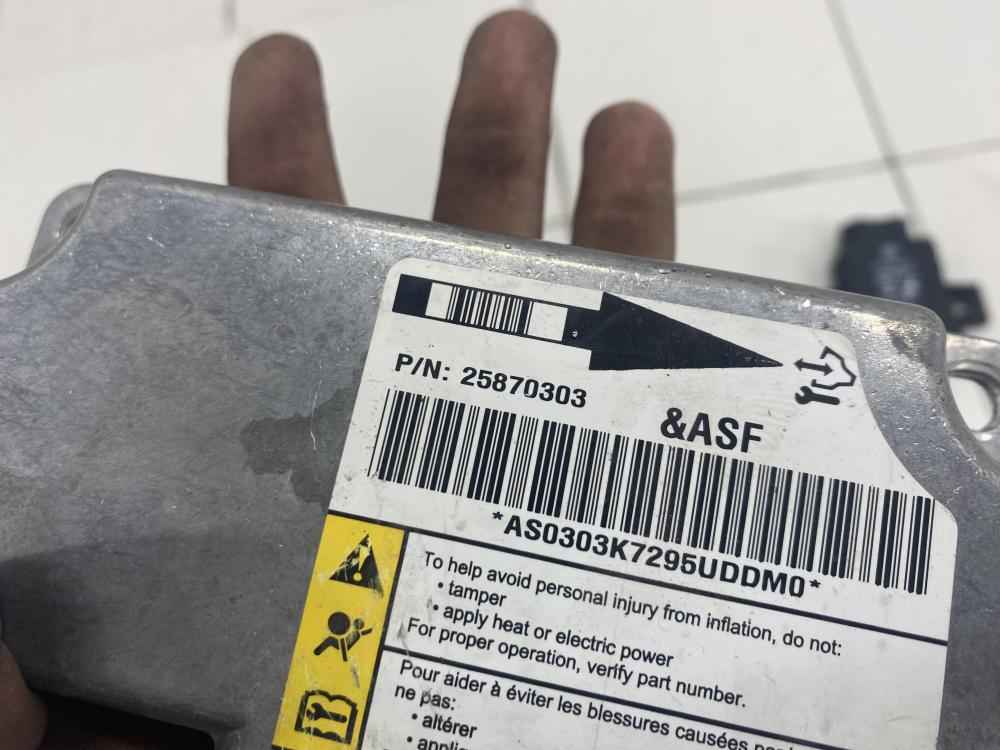 P/N: 25870303
&ASF
*AS0303K7295UDDM0*
To help avoid personal injury from inflation, do not:
• tamper
• apply heat or electric power
For proper operation, verify part number.
Pour aider à éviter les blessures causées
ne pas:
• altérer